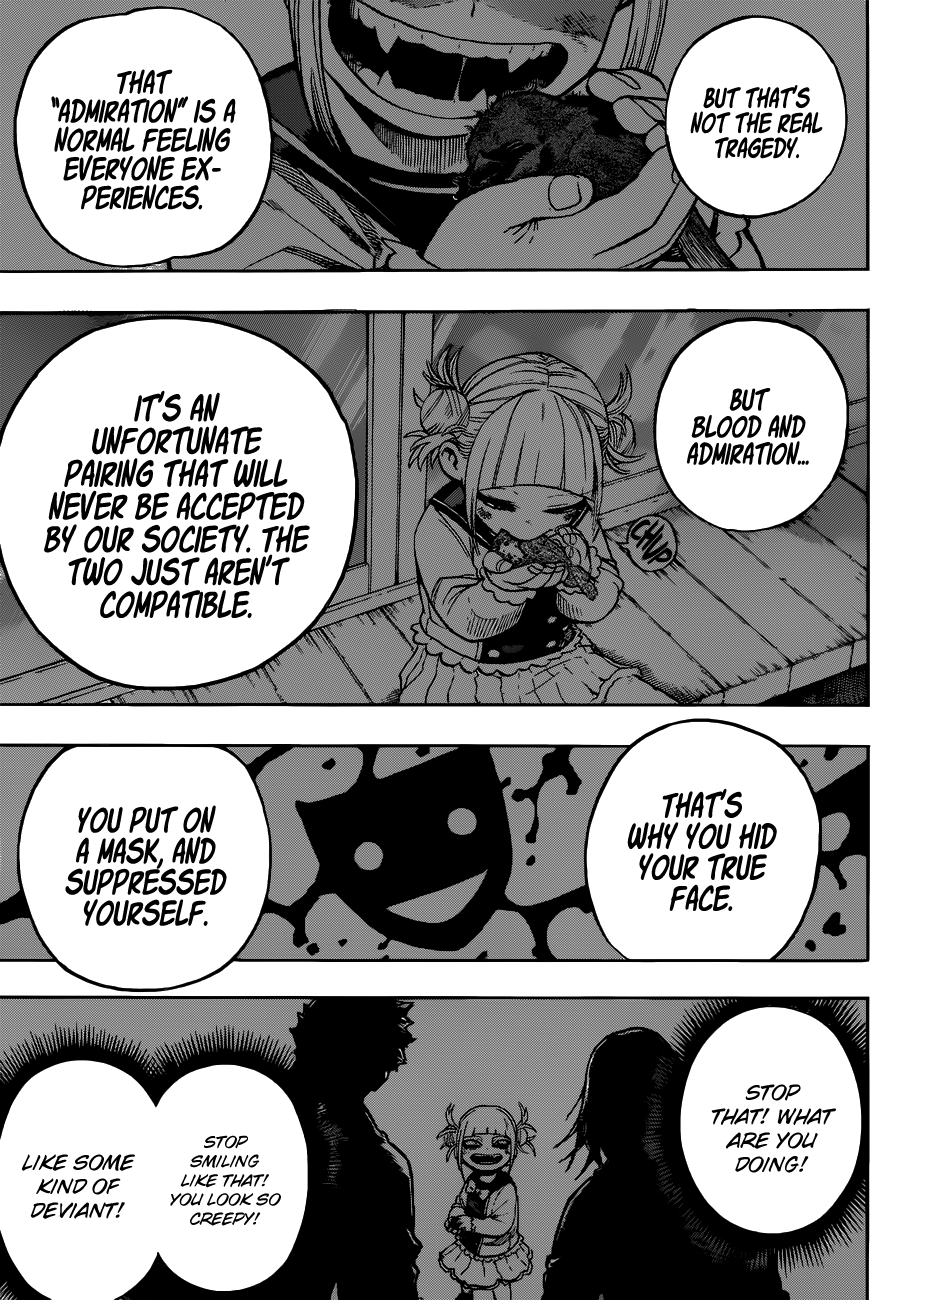 BUT THAT'S
NOT THE REAL
TRAGEDY.
THAT
"ADMIRATION" IS A
NORMAL FEELING
EVERYONE EX-
PERIENCES.
BUT
BLOOD AND
ADMIRATION...
CHUP
IT'S AN
UNFORTUNATE
PAIRING THAT WILL
NEVER BE ACCEPTED
BY OUR SOCIETY. THE
TWO JUST AREN'T
COMPATIBLE.
THAT'S
WHY YOU HID
YOUR TRUE
FACE.
YOU PUT ON
A MASK, AND
SUPPRESSED
YOURSELF.
STOP
THAT! WHAT
ARE YOU
DOING!
STOP
SMILING
LIKE THAT!
YOU LOOK SO
CREEPY!
LIKE SOME
KIND OF
DEVIANT!